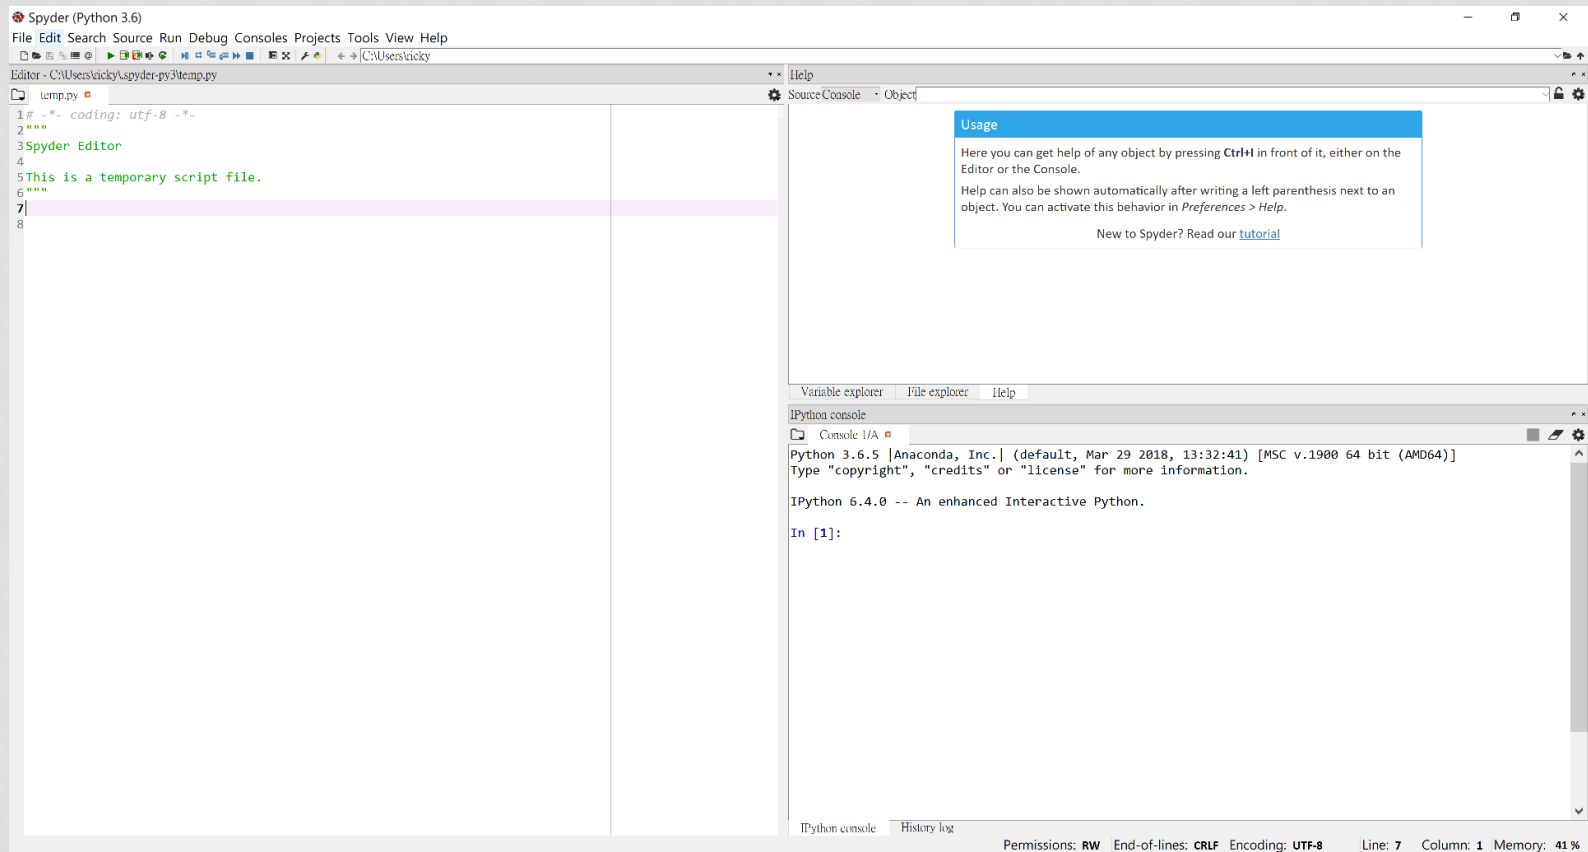 Spyder (Python 3.6)
File Edit Search Source Run Debug Consoles Projects Tools View Help
C:\Users\ricky
Editor - C:\Users\ricky\.spyder-py3\temp.py
temp.py
1 # -*- coding: utf-8 -*-
2 """
3 Spyder Editor
4
5 This is a temporary script file.
6 """
7
8
Help
Source Console Object
Usage
Here you can get help of any object by pressing Ctrl+I in front of it, either on the
Editor or the Console.
Help can also be shown automatically after writing a left parenthesis next to an
object. You can activate this behavior in Preferences > Help.
New to Spyder? Read our tutorial
Variable explorer File explorer Help
IPython console
Console 1/A
Python 3.6.5 |Anaconda, Inc.| (default, Mar 29 2018, 13:32:41) [MSC v.1900 64 bit (AMD64)]
Type "copyright", "credits" or "license" for more information.
IPython 6.4.0 -- An enhanced Interactive Python.
In [1]:
IPython console History log
Permissions: RW End-of-lines: CRLF Encoding: UTF-8 Line: 7 Column: 1 Memory: 41 %